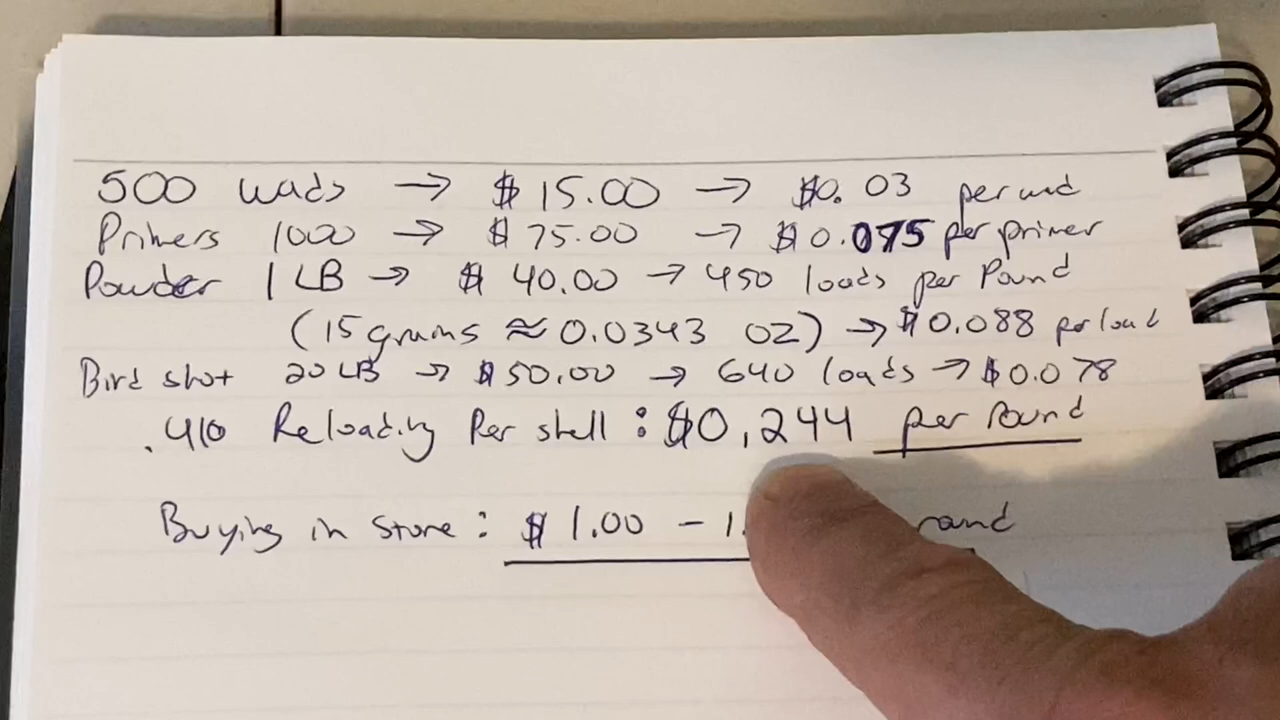 500 wads → $15.00 → $0.03 per wad
Primers 1000 → $75.00 → $0.075 per primer
Powder 1 LB → $40.00 → 450 loads per Pound
(15 grams ≈ 0.0343 OZ) → $0.088 per load
Bird shot 20 LB → $50.00 → 640 loads → $0.078
.410 Reloading Per shell : $0,244 per round
Buying in store : $1.00 – 1.